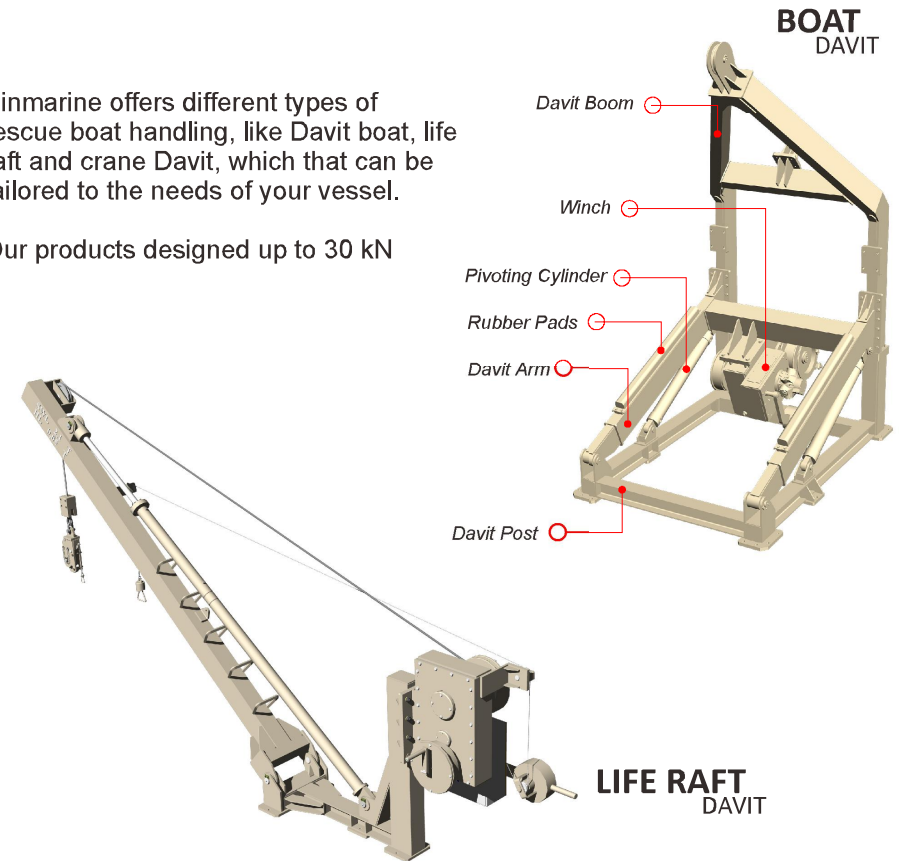 BOAT
DAVIT
inmarine offers different types of
escue boat handling, like Davit boat, life
aft and crane Davit, which that can be
ailored to the needs of your vessel.
Our products designed up to 30 kN
Davit Boom
Winch
Pivoting Cylinder
Rubber Pads
Davit Arm
Davit Post
LIFE RAFT
DAVIT